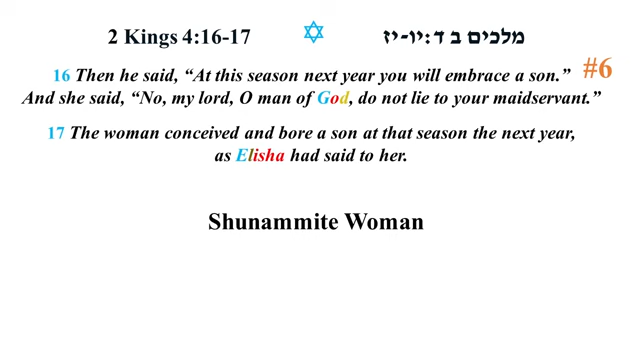 2 Kings 4:16-17 ✡ מלכים ב ד:יו-יז
#6
16 Then he said, “At this season next year you will embrace a son.”
And she said, “No, my lord, O man of God, do not lie to your maidservant.”
17 The woman conceived and bore a son at that season the next year,
as Elisha had said to her.
Shunammite Woman